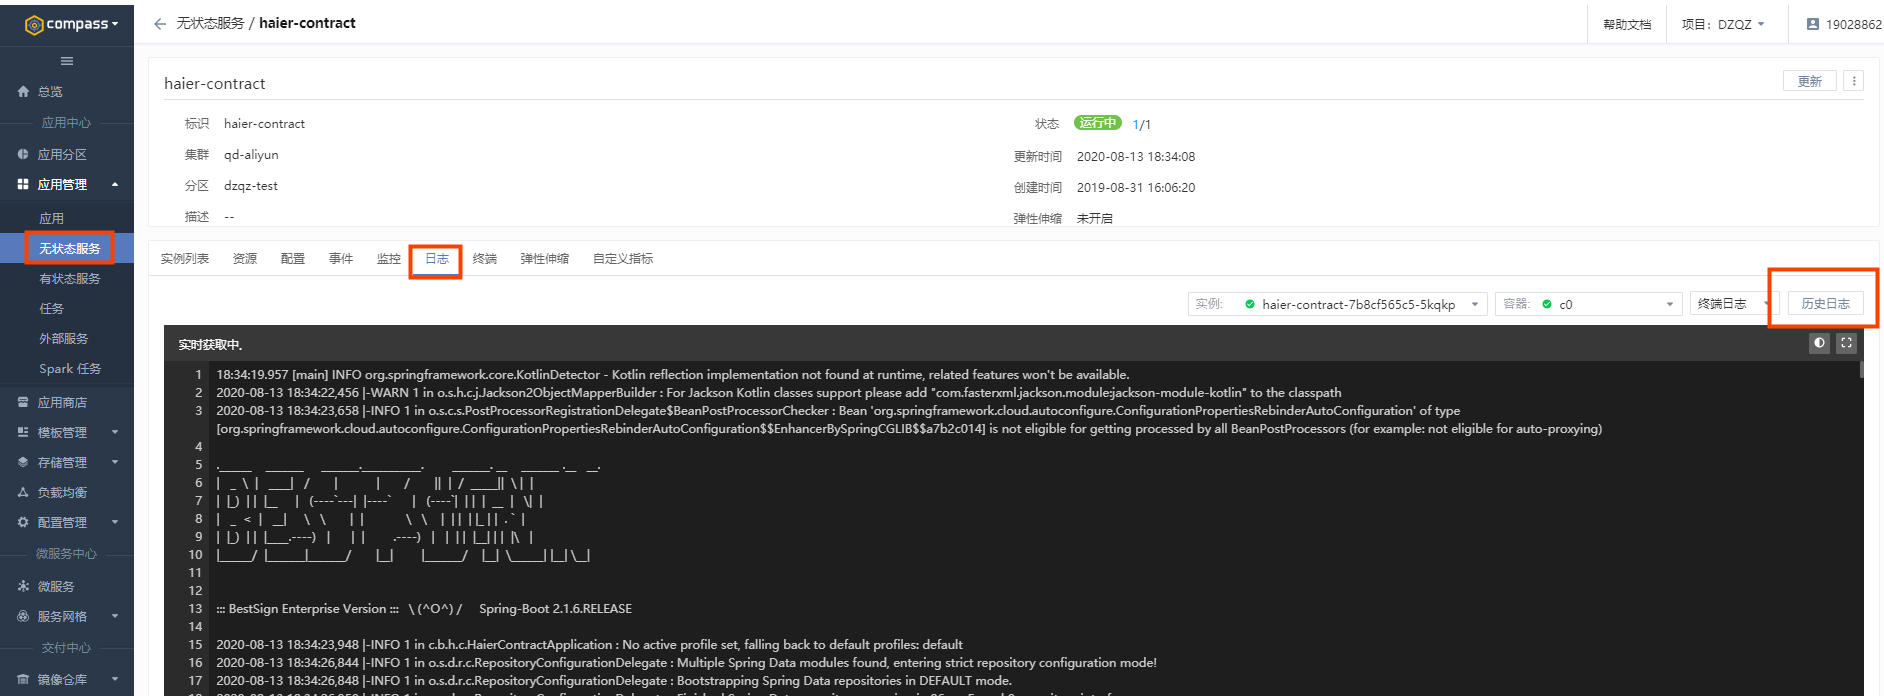 compass
无状态服务 / haier-contract
帮助文档
项目: DZQZ
19028862
总览
应用中心
应用分区
应用管理
应用
无状态服务
有状态服务
任务
外部服务
Spark 任务
应用商店
模板管理
存储管理
负载均衡
配置管理
微服务中心
微服务
服务网格
交付中心
镜像仓库
haier-contract
更新
标识 haier-contract
状态 运行中 1/1
集群 qd-aliyun
更新时间 2020-08-13 18:34:08
分区 dzqz-test
创建时间 2019-08-31 16:06:20
描述 --
弹性伸缩 未开启
实例列表 资源 配置 事件 监控 日志 终端 弹性伸缩 自定义指标
实例: haier-contract-7b8cf565c5-5kqkp 容器: c0 终端日志 历史日志
实时获取中.
1 18:34:19.957 [main] INFO org.springframework.core.KotlinDetector - Kotlin reflection implementation not found at runtime, related features won't be available.
2 2020-08-13 18:34:22,456 |-WARN 1 in o.s.h.c.j.Jackson2ObjectMapperBuilder : For Jackson Kotlin classes support please add "com.fasterxml.jackson.module:jackson-module-kotlin" to the classpath
3 2020-08-13 18:34:23,658 |-INFO 1 in o.s.c.s.PostProcessorRegistrationDelegate$BeanPostProcessorChecker : Bean 'org.springframework.cloud.autoconfigure.ConfigurationPropertiesRebinderAutoConfiguration' of type
[org.springframework.cloud.autoconfigure.ConfigurationPropertiesRebinderAutoConfiguration$$EnhancerBySpringCGLIB$$a7b2c014] is not eligible for getting processed by all BeanPostProcessors (for example: not eligible for auto-proxying)
4
5
6
7
8
9
10
11
12
13 ::: BestSign Enterprise Version ::: \ (^O^) / Spring-Boot 2.1.6.RELEASE
14
15 2020-08-13 18:34:23,948 |-INFO 1 in c.b.h.c.HaierContractApplication : No active profile set, falling back to default profiles: default
16 2020-08-13 18:34:26,844 |-INFO 1 in o.s.d.r.c.RepositoryConfigurationDelegate : Multiple Spring Data modules found, entering strict repository configuration mode!
17 2020-08-13 18:34:26,848 |-INFO 1 in o.s.d.r.c.RepositoryConfigurationDelegate : Bootstrapping Spring Data repositories in DEFAULT mode.